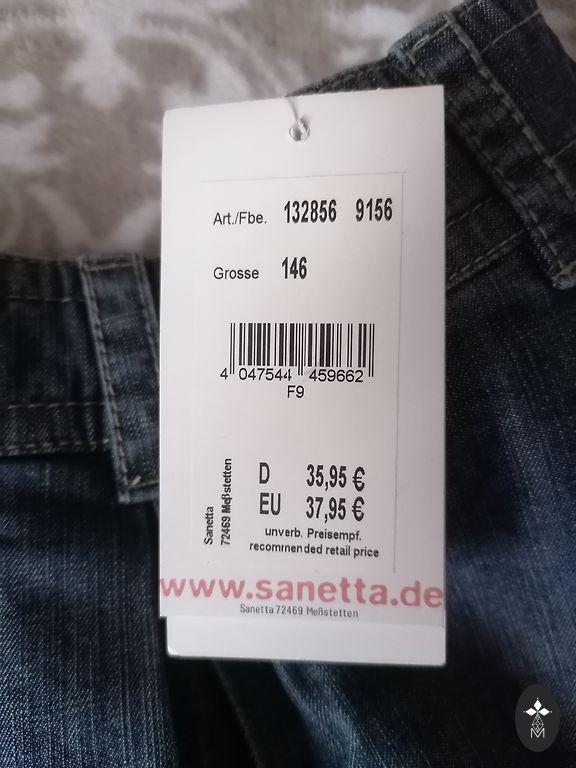 Art./Fbe. 132856 9156
Grosse 146
4 047544 459662
F9
D 35,95 €
EU 37,95 €
Sanetta
72469 Meßstetten
unverb. Preisempf.
recommended retail price
www.sanetta.de
Sanetta 72469 Meßstetten
M